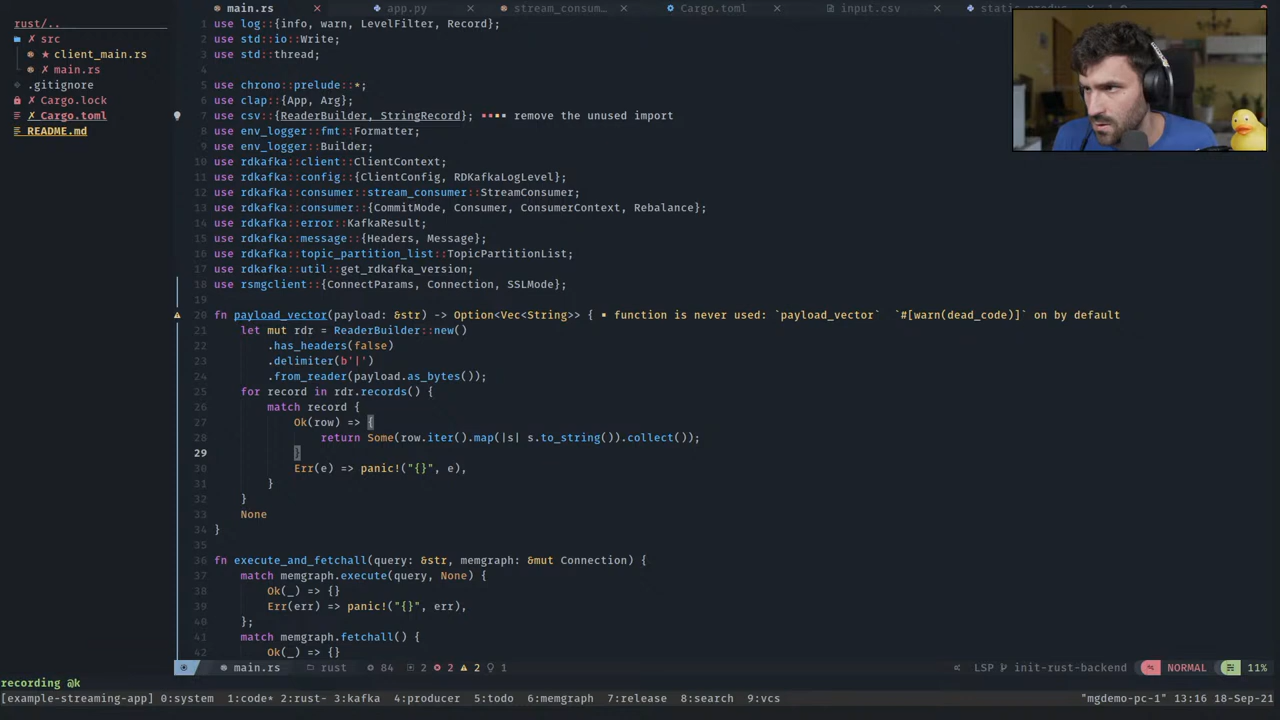 main.rs × app.py × stream_consum… × Cargo.toml × input.csv ×
rust/..
src
client_main.rs
main.rs
.gitignore
Cargo.lock
Cargo.toml
README.md
1 use log::{info, warn, LevelFilter, Record};
2 use std::io::Write;
3 use std::thread;
4
5 use chrono::prelude::*;
6 use clap::{App, Arg};
7 use csv::{ReaderBuilder, StringRecord}; ▪▪▪▪ remove the unused import
8 use env_logger::fmt::Formatter;
9 use env_logger::Builder;
10 use rdkafka::client::ClientContext;
11 use rdkafka::config::{ClientConfig, RDKafkaLogLevel};
12 use rdkafka::consumer::stream_consumer::StreamConsumer;
13 use rdkafka::consumer::{CommitMode, Consumer, ConsumerContext, Rebalance};
14 use rdkafka::error::KafkaResult;
15 use rdkafka::message::{Headers, Message};
16 use rdkafka::topic_partition_list::TopicPartitionList;
17 use rdkafka::util::get_rdkafka_version;
18 use rsmgclient::{ConnectParams, Connection, SSLMode};
19
20 fn payload_vector(payload: &str) -> Option<Vec<String>> { ▪ function is never used: `payload_vector` `#[warn(dead_code)]` on by default
21 let mut rdr = ReaderBuilder::new()
22 .has_headers(false)
23 .delimiter(b'|')
24 .from_reader(payload.as_bytes());
25 for record in rdr.records() {
26 match record {
27 Ok(row) => {
28 return Some(row.iter().map(|s| s.to_string()).collect());
29 }
30 Err(e) => panic!("{}", e),
31 }
32 }
33 None
34 }
35
36 fn execute_and_fetchall(query: &str, memgraph: &mut Connection) {
37 match memgraph.execute(query, None) {
38 Ok(_) => {}
39 Err(err) => panic!("{}", err),
40 };
41 match memgraph.fetchall() {
42 Ok(_) => {}
main.rs rust 84 2 2 2 1 « LSP init-rust-backend NORMAL 11%
recording @k
[example-streaming-app] 0:system 1:code* 2:rust- 3:kafka 4:producer 5:todo 6:memgraph 7:release 8:search 9:vcs "mgdemo-pc-1" 13:16 18-Sep-21